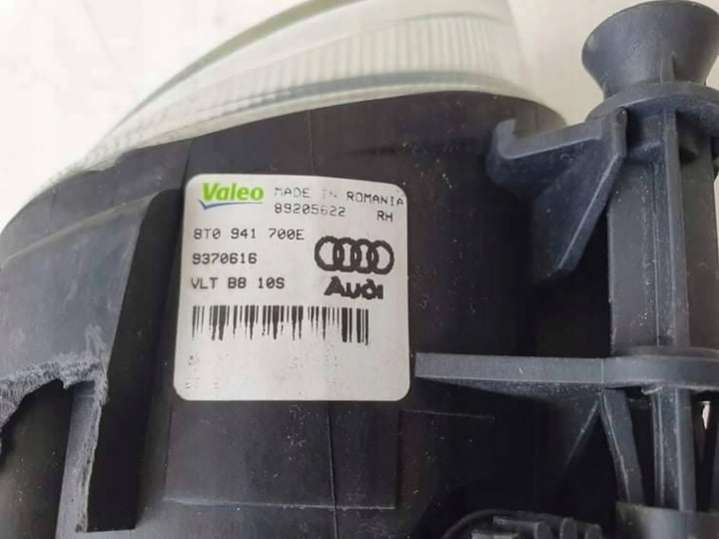 Valeo MADE IN ROMANIA
89205622 RH
8T0 941 700E
9370616
VLT B8 10S
Audi